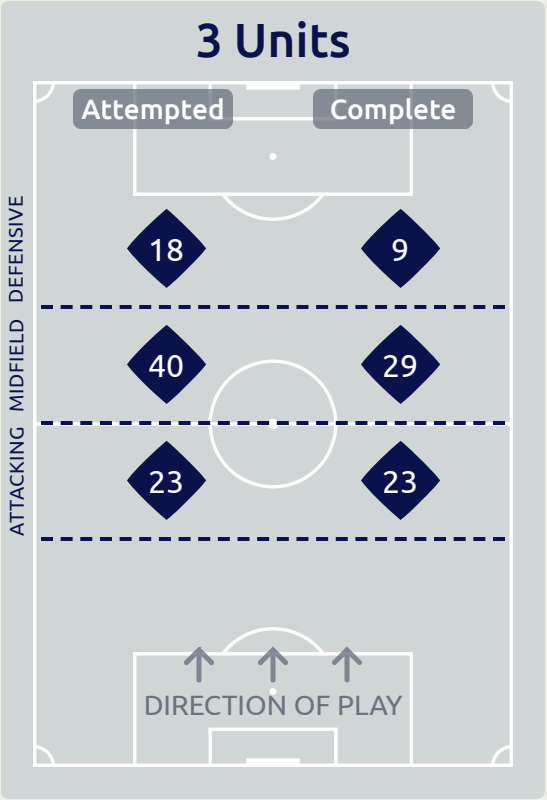 3 Units
Attempted Complete
DEFENSIVE
18 9
MIDFIELD
40 29
ATTACKING
23 23
DIRECTION OF PLAY